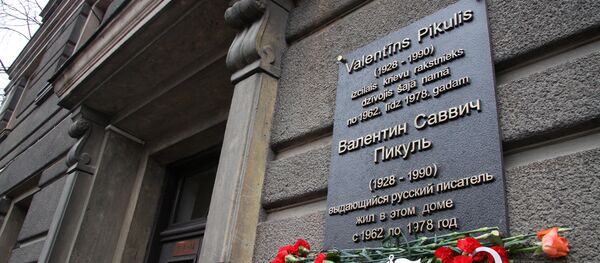 Valentīns Pikulis
(1928 - 1990)
izcilais krievu rakstnieks
dzīvojis šajā namā
no 1962. līdz 1978. gadam
Валентин Саввич
Пикуль
(1928 - 1990)
выдающийся русский писатель
жил в этом доме
с 1962 по 1978 год